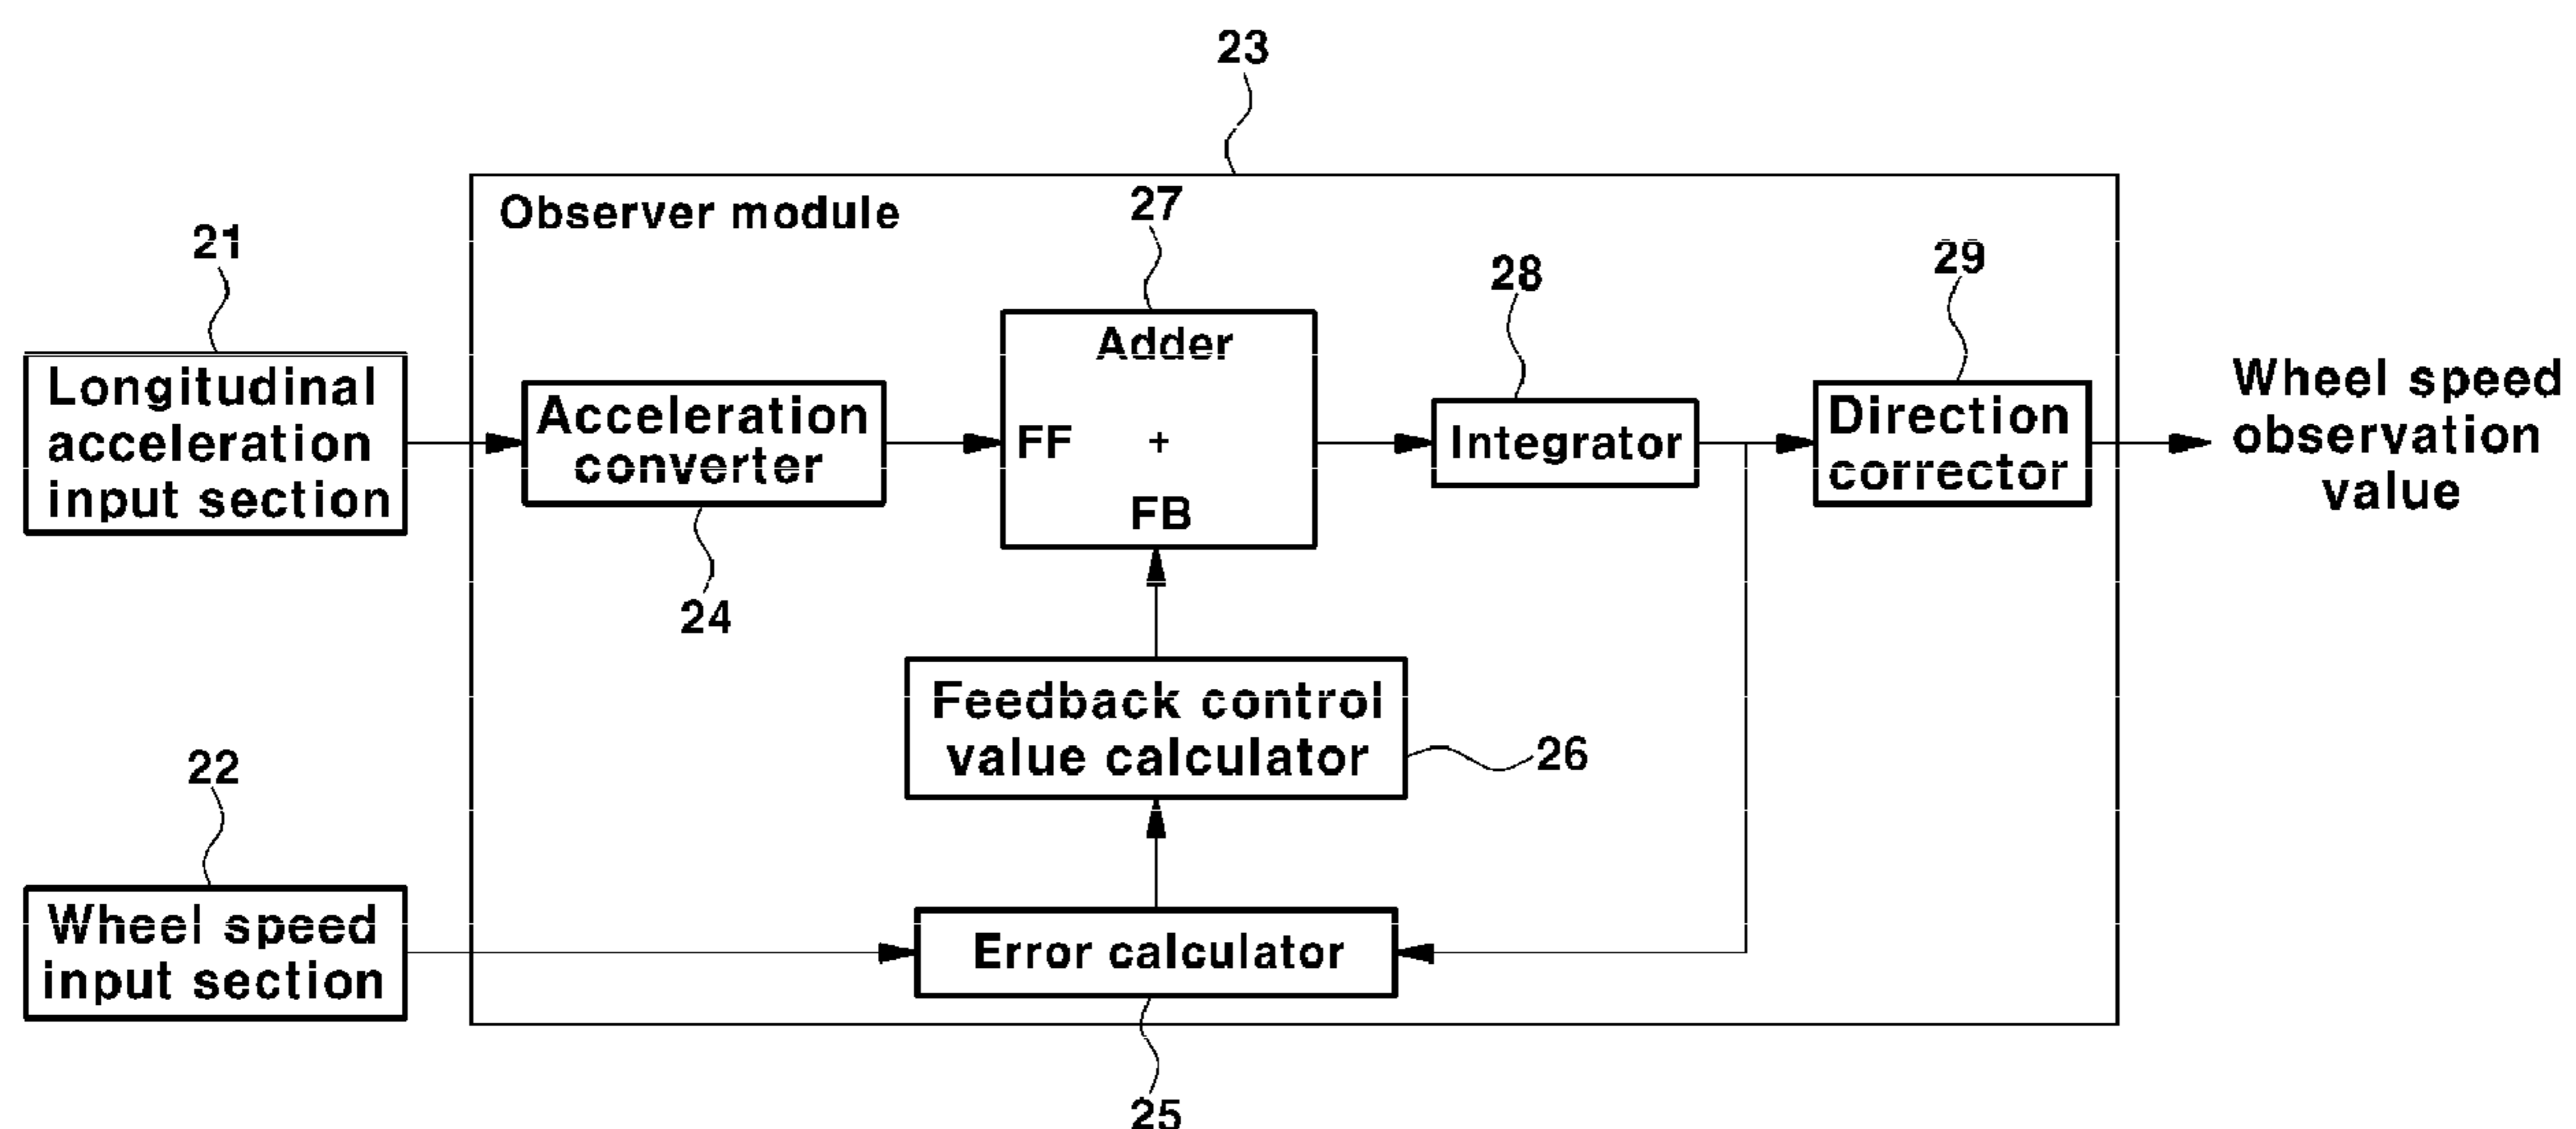 23
Observer module
27
21
28
29
Longitudinal
acceleration
input section
Acceleration
converter
24
Adder
FF +
FB
Integrator
Direction
corrector
Wheel speed
observation
value
Feedback control
value calculator
26
22
Wheel speed
input section
Error calculator
25